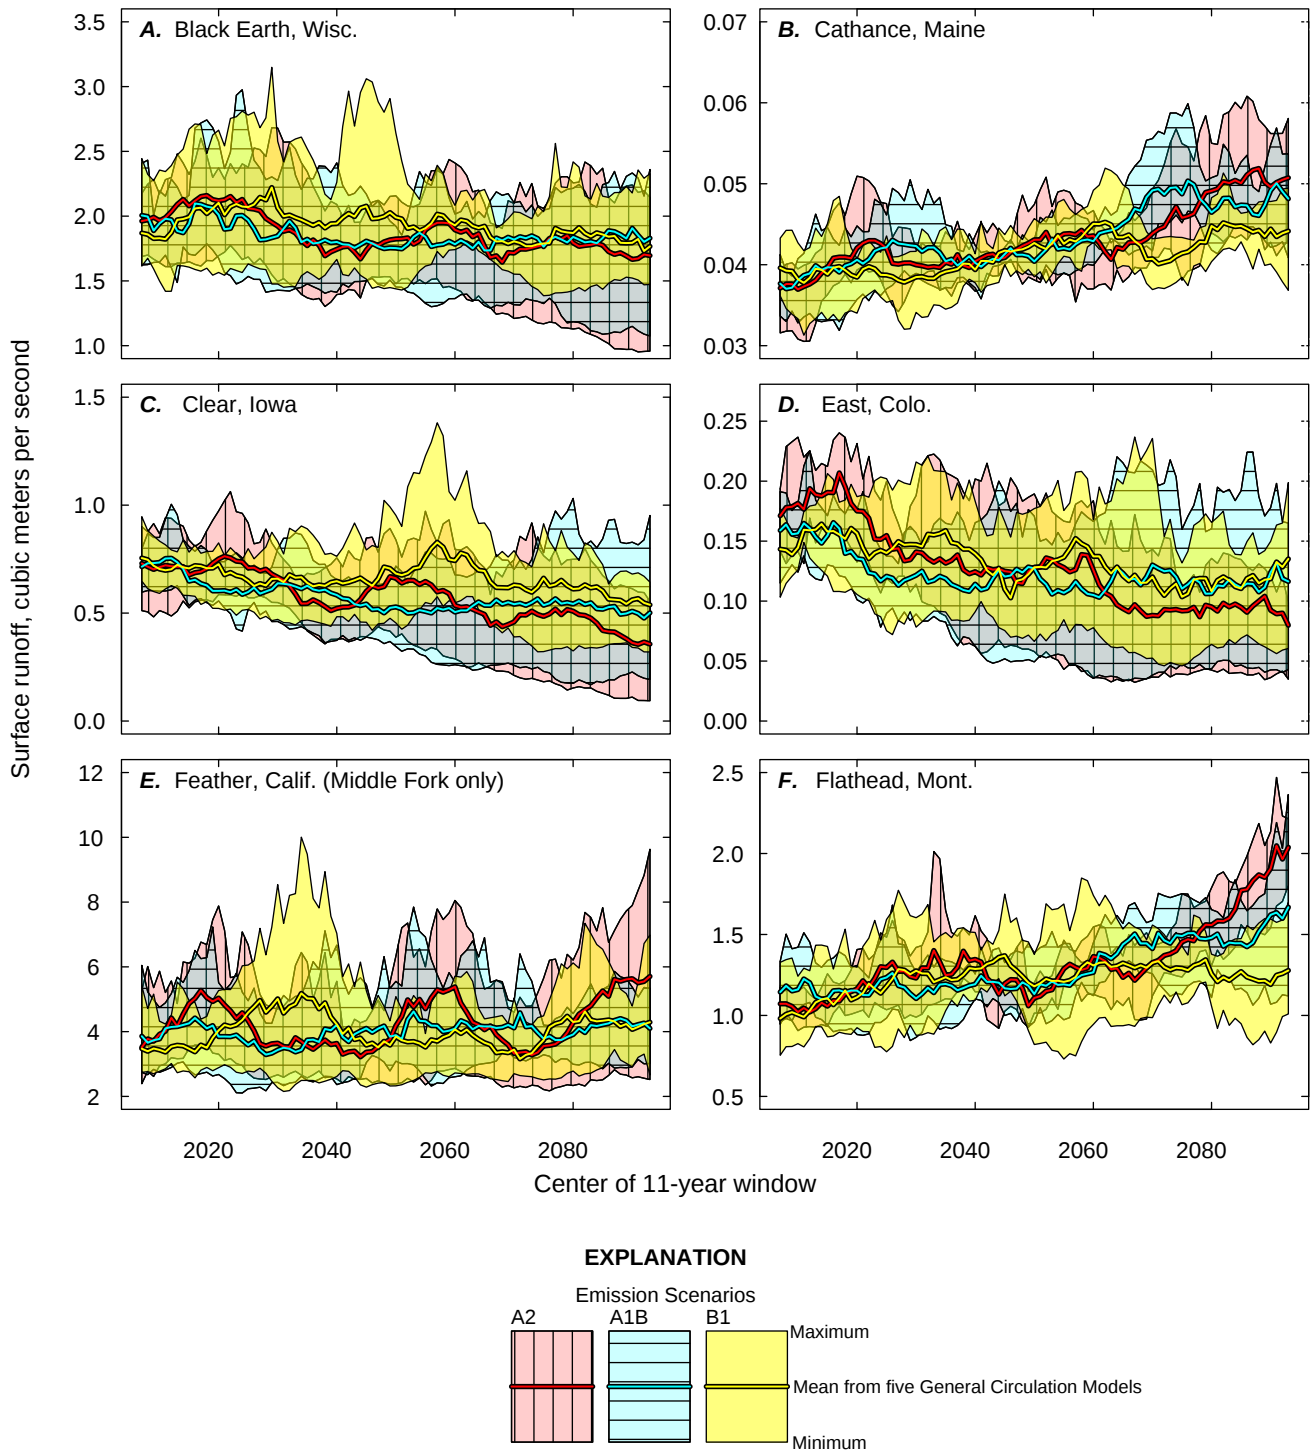 A. Black Earth, Wisc.
3.5
3.0
2.5
2.0
1.5
1.0
B. Cathance, Maine
0.07
0.06
0.05
0.04
0.03
C. Clear, Iowa
1.5
1.0
0.5
0.0
D. East, Colo.
0.25
0.20
0.15
0.10
0.05
0.00
E. Feather, Calif. (Middle Fork only)
12
10
8
6
4
2
F. Flathead, Mont.
2.5
2.0
1.5
1.0
0.5
Surface runoff, cubic meters per second
2020 2040 2060 2080
2020 2040 2060 2080
Center of 11-year window
EXPLANATION
Emission Scenarios
A2 A1B B1
Maximum
Mean from five General Circulation Models
Minimum